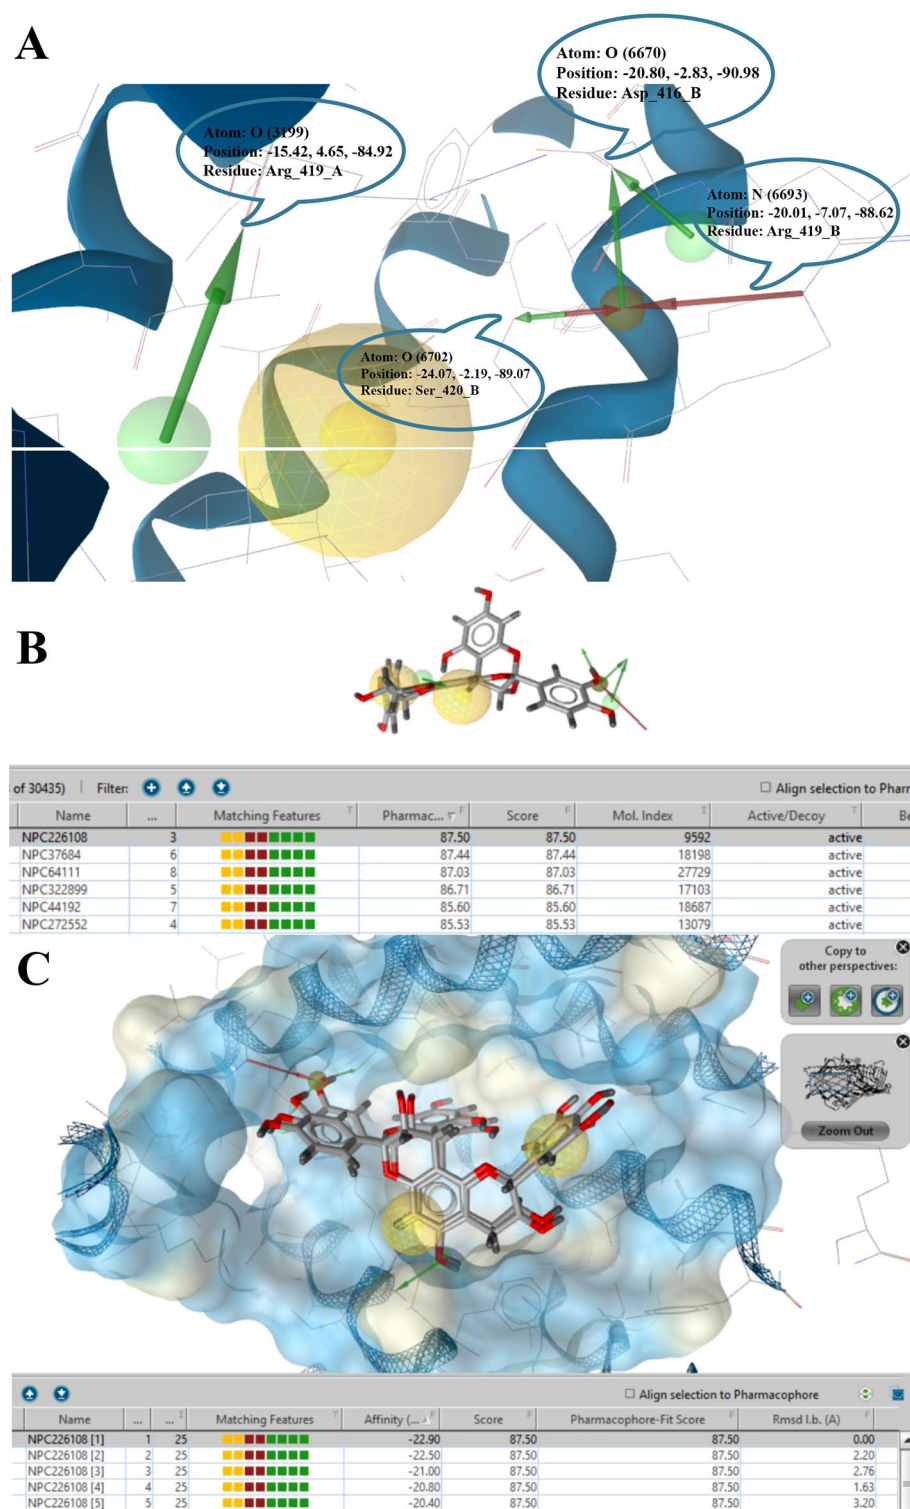 A
Atom: O (6670)
Position: -20.80, -2.83, -90.98
Residue: Asp_416_B
Atom: O (3199)
Position: -15.42, 4.65, -84.92
Residue: Arg_419_A
Atom: N (6693)
Position: -20.01, -7.07, -88.62
Residue: Arg_419_B
Atom: O (6702)
Position: -24.07, -2.19, -89.07
Residue: Ser_420_B
B
of 30435) Filter: Align selection to Pharm
Name ... Matching Features Pharmac... F Score F Mol. Index I Active/Decoy T Be
NPC226108 3 87.50 87.50 9592 active
NPC37684 6 87.44 87.44 18198 active
NPC64111 8 87.03 87.03 27729 active
NPC322899 5 86.71 86.71 17103 active
NPC44192 7 85.60 85.60 18687 active
NPC272552 4 85.53 85.53 13079 active
C
Copy to
other perspectives:
Zoom Out
Align selection to Pharmacophore
Name ... ... Matching Features Affinity (... F Score F Pharmacophore-Fit Score F Rmsd l.b. (A) F
NPC226108 [1] 1 25 -22.90 87.50 87.50 0.00
NPC226108 [2] 2 25 -22.50 87.50 87.50 2.20
NPC226108 [3] 3 25 -21.00 87.50 87.50 2.76
NPC226108 [4] 4 25 -20.80 87.50 87.50 1.63
NPC226108 [5] 5 25 -20.40 87.50 87.50 3.20